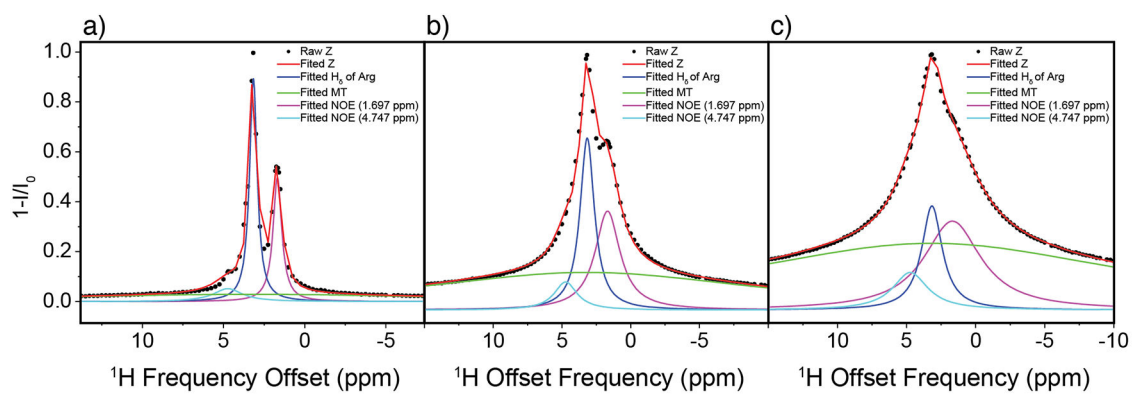 a)
Raw Z
Fitted Z
Fitted Hδ of Arg
Fitted MT
Fitted NOE (1.697 ppm)
Fitted NOE (4.747 ppm)
1.0
0.8
0.6
0.4
0.2
0.0
1-I/I0
10 5 0 -5
¹H Frequency Offset (ppm)
b)
Raw Z
Fitted Z
Fitted Hδ of Arg
Fitted MT
Fitted NOE (1.697 ppm)
Fitted NOE (4.747 ppm)
10 5 0 -5
¹H Offset Frequency (ppm)
c)
Raw Z
Fitted Z
Fitted Hδ of Arg
Fitted MT
Fitted NOE (1.697 ppm)
Fitted NOE (4.747 ppm)
10 5 0 -5 -10
¹H Offset Frequency (ppm)